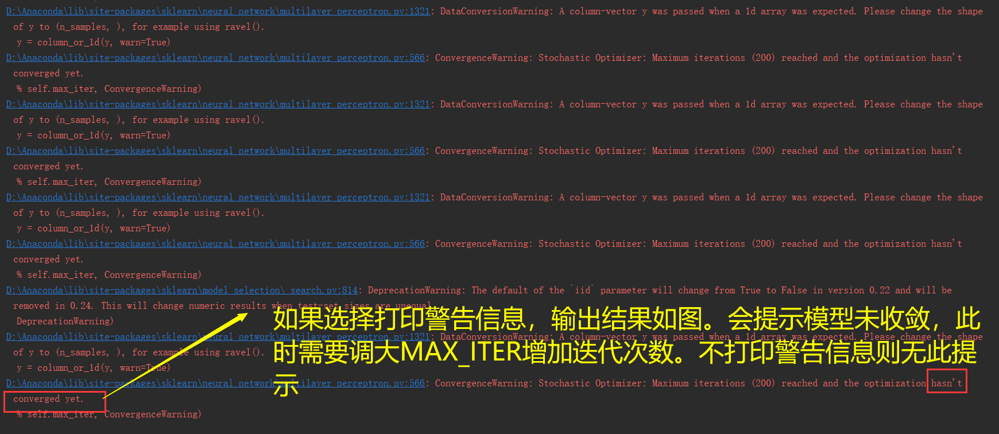 D:\Anaconda\lib\site-packages\sklearn\neural_network\multilayer_perceptron.py:1321: DataConversionWarning: A column-vector y was passed when a 1d array was expected. Please change the shape
of y to (n_samples, ), for example using ravel().
y = column_or_1d(y, warn=True)
D:\Anaconda\lib\site-packages\sklearn\neural_network\multilayer_perceptron.py:566: ConvergenceWarning: Stochastic Optimizer: Maximum iterations (200) reached and the optimization hasn't
converged yet.
% self.max_iter, ConvergenceWarning)
D:\Anaconda\lib\site-packages\sklearn\neural_network\multilayer_perceptron.py:1321: DataConversionWarning: A column-vector y was passed when a 1d array was expected. Please change the shape
of y to (n_samples, ), for example using ravel().
y = column_or_1d(y, warn=True)
D:\Anaconda\lib\site-packages\sklearn\neural_network\multilayer_perceptron.py:566: ConvergenceWarning: Stochastic Optimizer: Maximum iterations (200) reached and the optimization hasn't
converged yet.
% self.max_iter, ConvergenceWarning)
D:\Anaconda\lib\site-packages\sklearn\neural_network\multilayer_perceptron.py:1321: DataConversionWarning: A column-vector y was passed when a 1d array was expected. Please change the shape
of y to (n_samples, ), for example using ravel().
y = column_or_1d(y, warn=True)
D:\Anaconda\lib\site-packages\sklearn\neural_network\multilayer_perceptron.py:566: ConvergenceWarning: Stochastic Optimizer: Maximum iterations (200) reached and the optimization hasn't
converged yet.
% self.max_iter, ConvergenceWarning)
D:\Anaconda\lib\site-packages\sklearn\model_selection\_search.py:814: DeprecationWarning: The default of the `iid` parameter will change from True to False in version 0.22 and will be
removed in 0.24. This will change numeric results when test-set sizes are unequal.
DeprecationWarning)
如果选择打印警告信息，输出结果如图。会提示模型未收敛，此
时需要调大MAX_ITER增加迭代次数。不打印警告信息则无此提
示
D:\Anaconda\lib\site-packages\sklearn\neural_network\multilayer_perceptron.py:1321: DataConversionWarning: A column-vector y was passed when a 1d array was expected. Please change the shape
of y to (n_samples, ), for example using ravel().
y = column_or_1d(y, warn=True)
D:\Anaconda\lib\site-packages\sklearn\neural_network\multilayer_perceptron.py:566: ConvergenceWarning: Stochastic Optimizer: Maximum iterations (200) reached and the optimization hasn't
converged yet.
% self.max_iter, ConvergenceWarning)